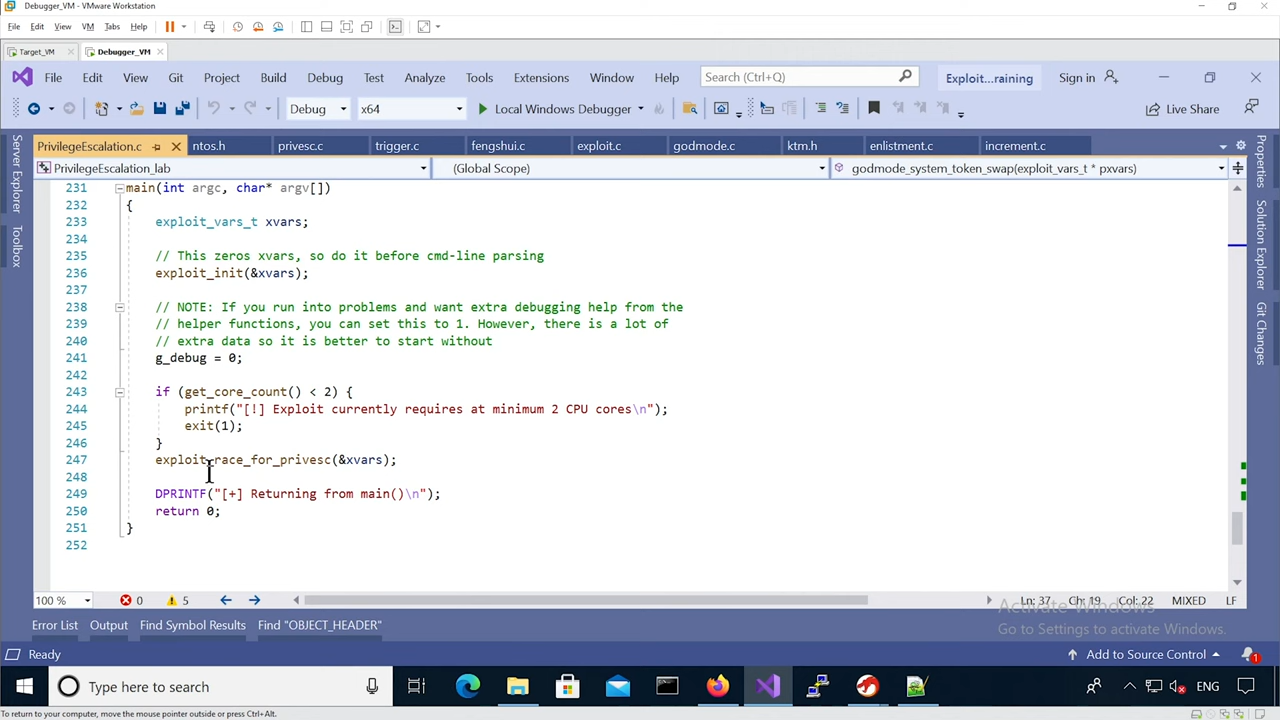 Debugger_VM - VMware Workstation
File Edit View VM Tabs Help
Target_VM Debugger_VM
File Edit View Git Project Build Debug Test Analyze Tools Extensions Window Help Search (Ctrl+Q) Exploit...raining Sign in
Debug x64 Local Windows Debugger Live Share
PrivilegeEscalation.c ntos.h privesc.c trigger.c fengshui.c exploit.c godmode.c ktm.h enlistment.c increment.c
PrivilegeEscalation_lab (Global Scope) godmode_system_token_swap(exploit_vars_t * pxvars)
Server Explorer
Toolbox
Properties
Solution Explorer
Git Changes
231 main(int argc, char* argv[])
232 {
233 exploit_vars_t xvars;
234
235 // This zeros xvars, so do it before cmd-line parsing
236 exploit_init(&xvars);
237
238 // NOTE: If you run into problems and want extra debugging help from the
239 // helper functions, you can set this to 1. However, there is a lot of
240 // extra data so it is better to start without
241 g_debug = 0;
242
243 if (get_core_count() < 2) {
244 printf("[!] Exploit currently requires at minimum 2 CPU cores\n");
245 exit(1);
246 }
247 exploit_race_for_privesc(&xvars);
248
249 DPRINTF("[+] Returning from main()\n");
250 return 0;
251 }
252
100 % 0 5 Ln: 37 Ch: 19 Col: 22 MIXED LF
Activate Windows
Go to Settings to activate Windows.
Error List Output Find Symbol Results Find "OBJECT_HEADER"
Ready Add to Source Control 1
Type here to search ENG
To return to your computer, move the mouse pointer outside or press Ctrl+Alt.